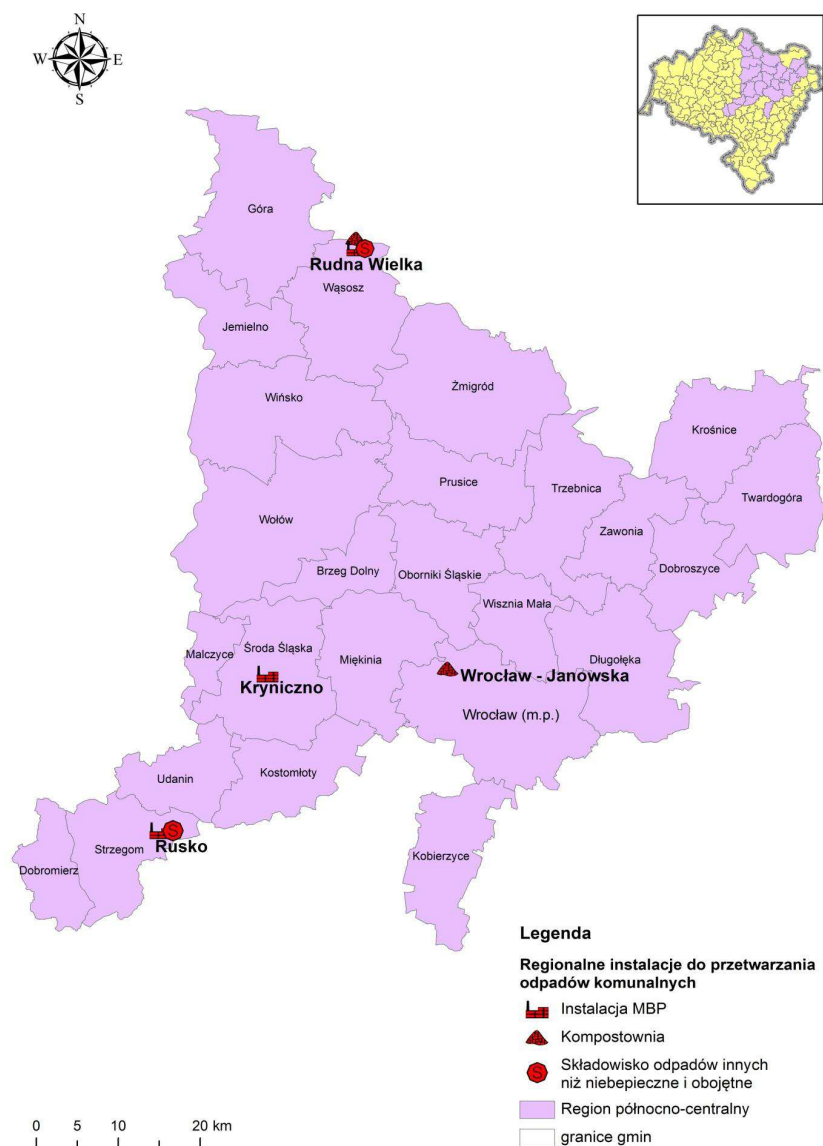 N
W
E
S
Góra
Rudna Wielka
Wąsosz
Jemielno
Żmigród
Wińsko
Krośnice
Prusice
Trzebnica
Twardogóra
Wołów
Zawonia
Dobroszyce
Brzeg Dolny
Oborniki Śląskie
Wisznia Mała
Malczyce
Środa Śląska
Miękinia
Długołęka
Kryniczno
Wrocław - Janowska
Wrocław (m.p.)
Udanin
Kostomłoty
S
Strzegom
Rusko
Dobromierz
Kobierzyce
Legenda
Regionalne instalacje do przetwarzania
odpadów komunalnych
Instalacja MBP
Kompostownia
S
Składowisko odpadów innych
niż niebepieczne i obojętne
Region północno-centralny
granice gmin
0 5 10 20 km